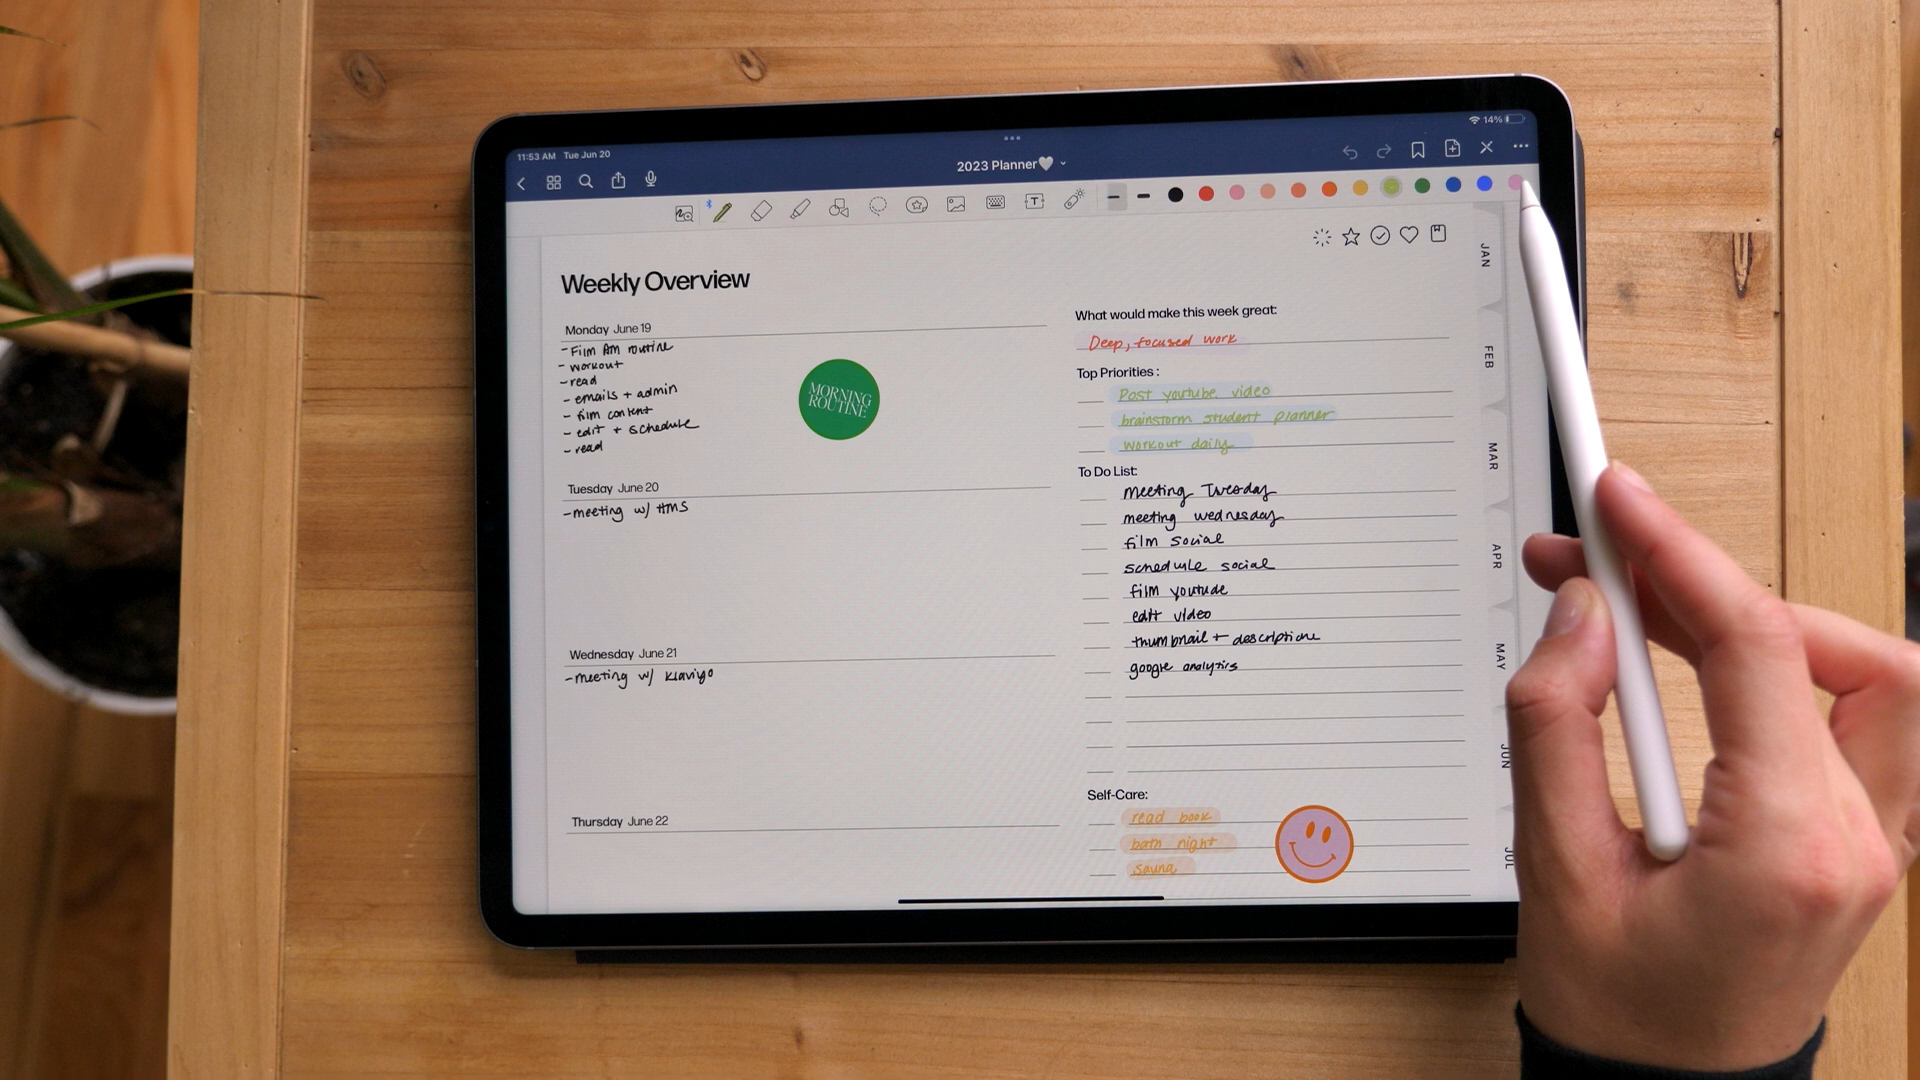 11:53 AM Tue Jun 20
14%
2023 Planner
Weekly Overview
Monday June 19
- Film AM routine
- workout
- read
- emails + admin
- film content
- edit + schedule
- read
MORNING
ROUTINE
Tuesday June 20
- meeting w/ HMS
Wednesday June 21
- meeting w/ Klaviyo
Thursday June 22
What would make this week great:
Deep, focused work
Top Priorities:
Post youtube video
brainstorm student planner
workout daily
To Do List:
meeting Tuesday
meeting wednesday
film social
schedule social
film youtube
edit video
thumbnail + description
google analytics
Self-Care:
read book
bath night
sauna
JAN
FEB
MAR
APR
MAY
JUN
JUL